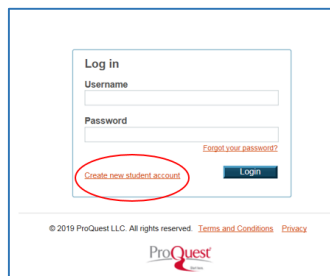 Log in
Username
Password
Forgot your password?
Create new student account
Login
© 2019 ProQuest LLC. All rights reserved. Terms and Conditions Privacy
ProQuest